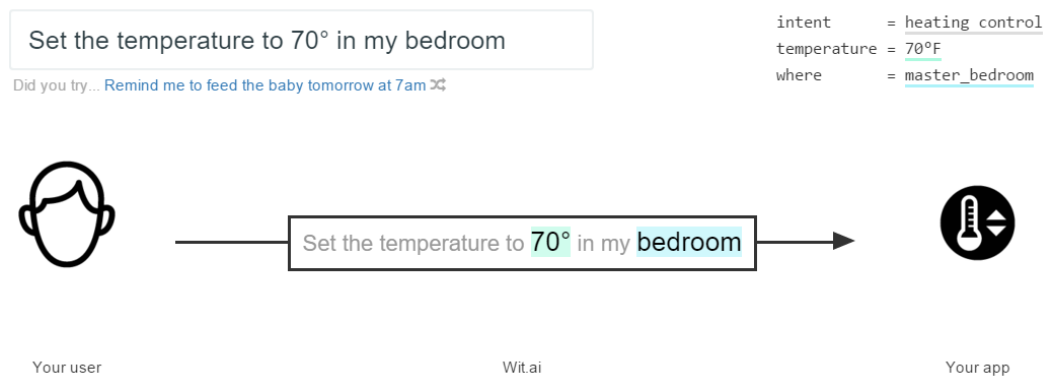 Set the temperature to 70° in my bedroom
Did you try... Remind me to feed the baby tomorrow at 7am
intent = heating control
temperature = 70°F
where = master_bedroom
Set the temperature to 70° in my bedroom
Your user
Wit.ai
Your app